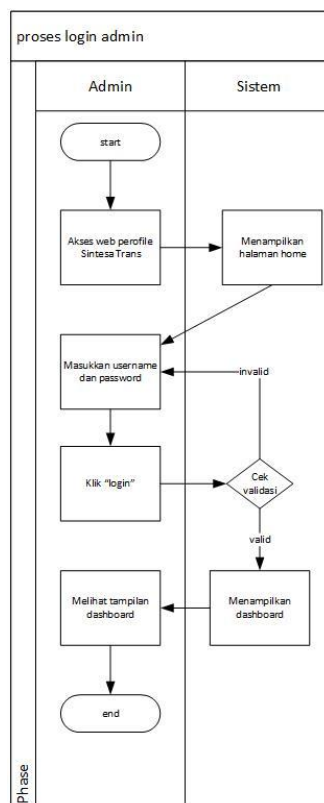 proses login admin
Admin
Sistem
start
Akses web perofile
Sintesa Trans
Menampilkan
halaman home
Masukkan username
dan password
invalid
Klik “login”
Cek
validasi
valid
Melihat tampilan
dashboard
Menampilkan
dashboard
end
Phase